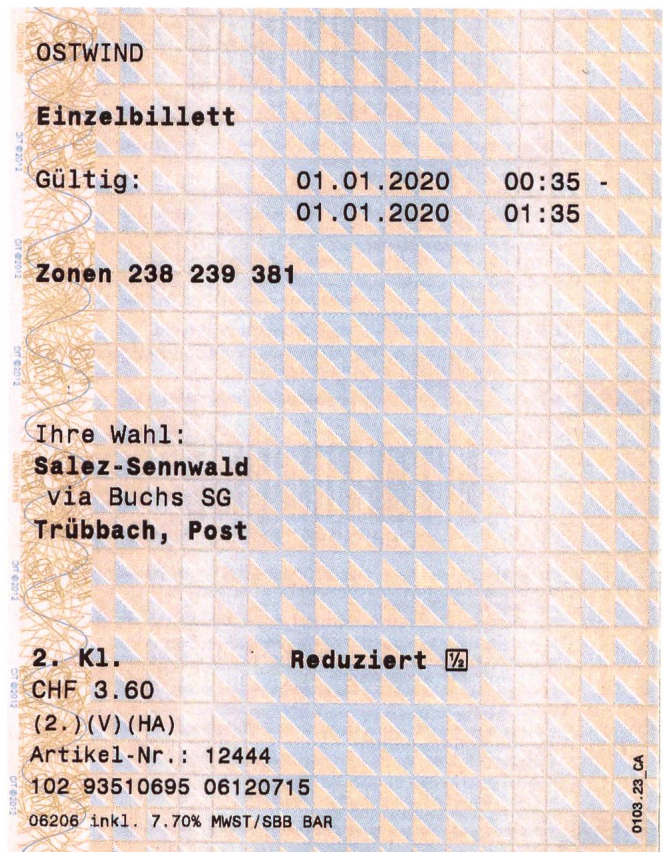 OSTWIND
Einzelbillett
Gültig: 01.01.2020 00:35 -
01.01.2020 01:35
Zonen 238 239 381
Ihre Wahl:
Salez-Sennwald
via Buchs SG
Trübbach, Post
2. Kl. Reduziert ½
CHF 3.60
(2.)(V)(HA)
Artikel-Nr.: 12444
102 93510695 06120715
06206 inkl. 7.70% MWST/SBB BAR
0103.23_CA